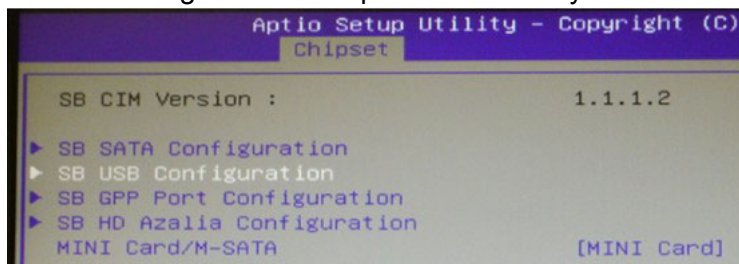 Aptio Setup Utility - Copyright (C)
Chipset
SB CIM Version : 1.1.1.2
▶ SB SATA Configuration
▶ SB USB Configuration
▶ SB GPP Port Configuration
▶ SB HD Azalia Configuration
MINI Card/M-SATA [MINI Card]